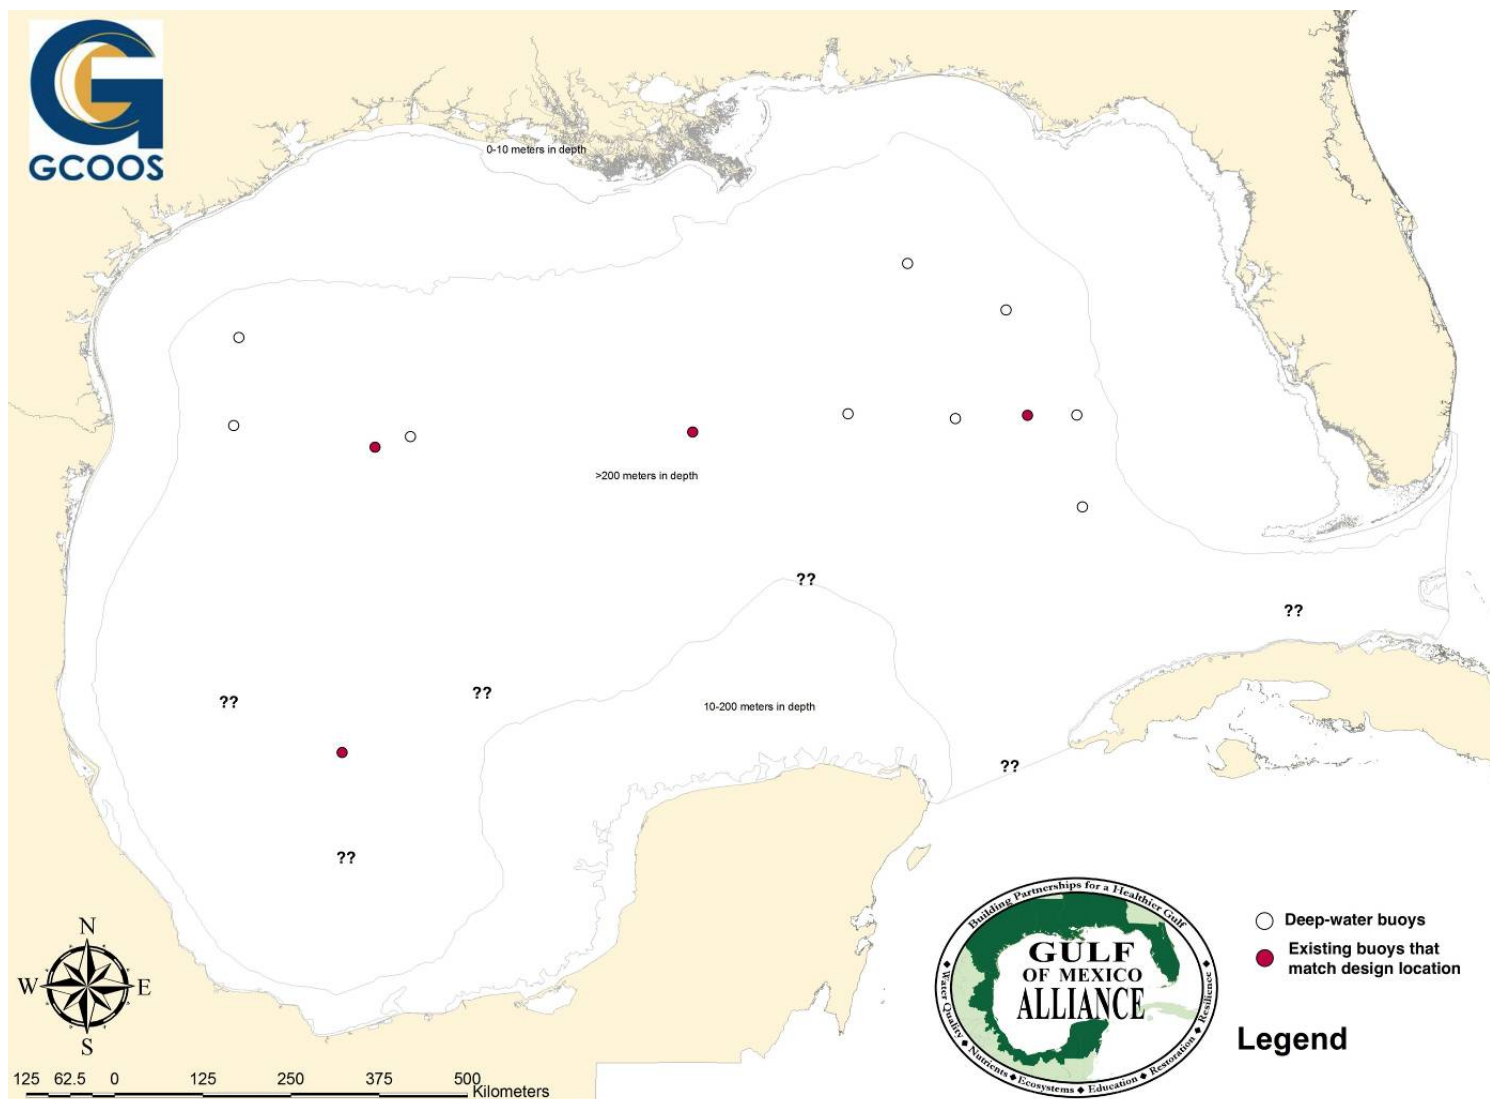 GCOOS
0-10 meters in depth
>200 meters in depth
??
??
??
??
10-200 meters in depth
??
??
Building Partnerships for a Healthier Gulf
GULF
OF MEXICO
ALLIANCE
Water Quality ◆ Nutrients ◆ Ecosystems ◆ Education ◆ Restoration ◆ Resilience
Deep-water buoys
Existing buoys that
match design location
Legend
N
W E
S
125 62.5 0 125 250 375 500
Kilometers